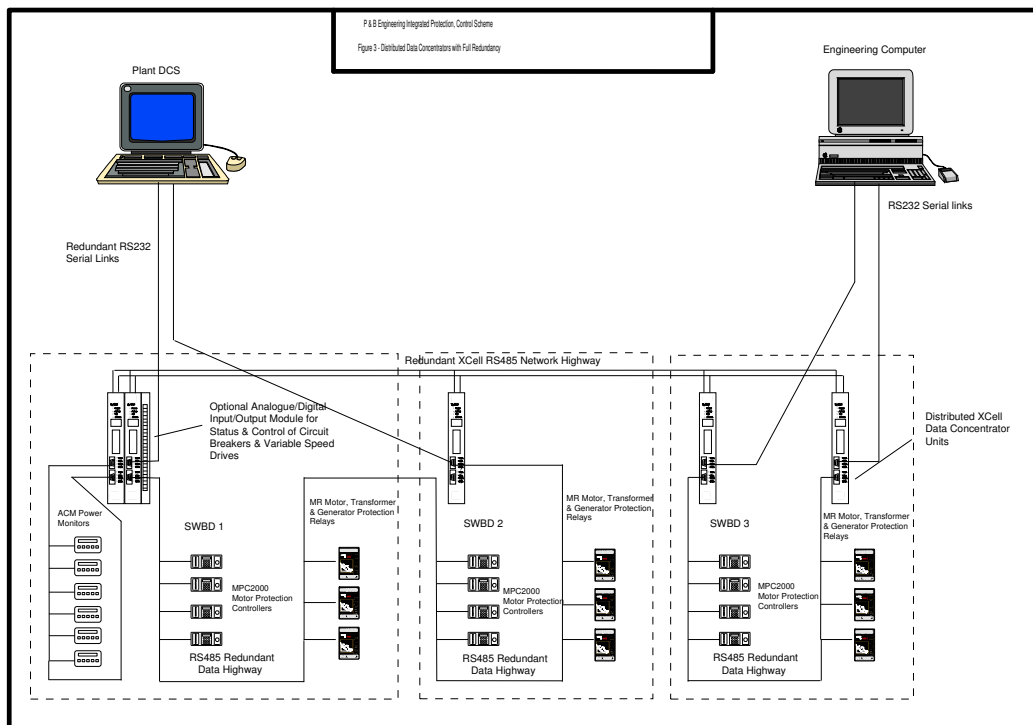 P & B Engineering Integrated Protection, Control Scheme
Figure 3 - Distributed Data Concentrators with Full Redundancy
Plant DCS
Engineering Computer
RS232 Serial links
Redundant RS232
Serial Links
Redundant XCell RS485 Network Highway
Optional Analogue/Digital
Input/Output Module for
Status & Control of Circuit
Breakers & Variable Speed
Drives
Distributed XCell
Data Concentrator
Units
ACM Power
Monitors
SWBD 1
MR Motor, Transformer
& Generator Protection
Relays
SWBD 2
MR Motor, Transformer
& Generator Protection
Relays
SWBD 3
MR Motor, Transformer
& Generator Protection
Relays
MPC2000
Motor Protection
Controllers
MPC2000
Motor Protection
Controllers
MPC2000
Motor Protection
Controllers
RS485 Redundant
Data Highway
RS485 Redundant
Data Highway
RS485 Redundant
Data Highway